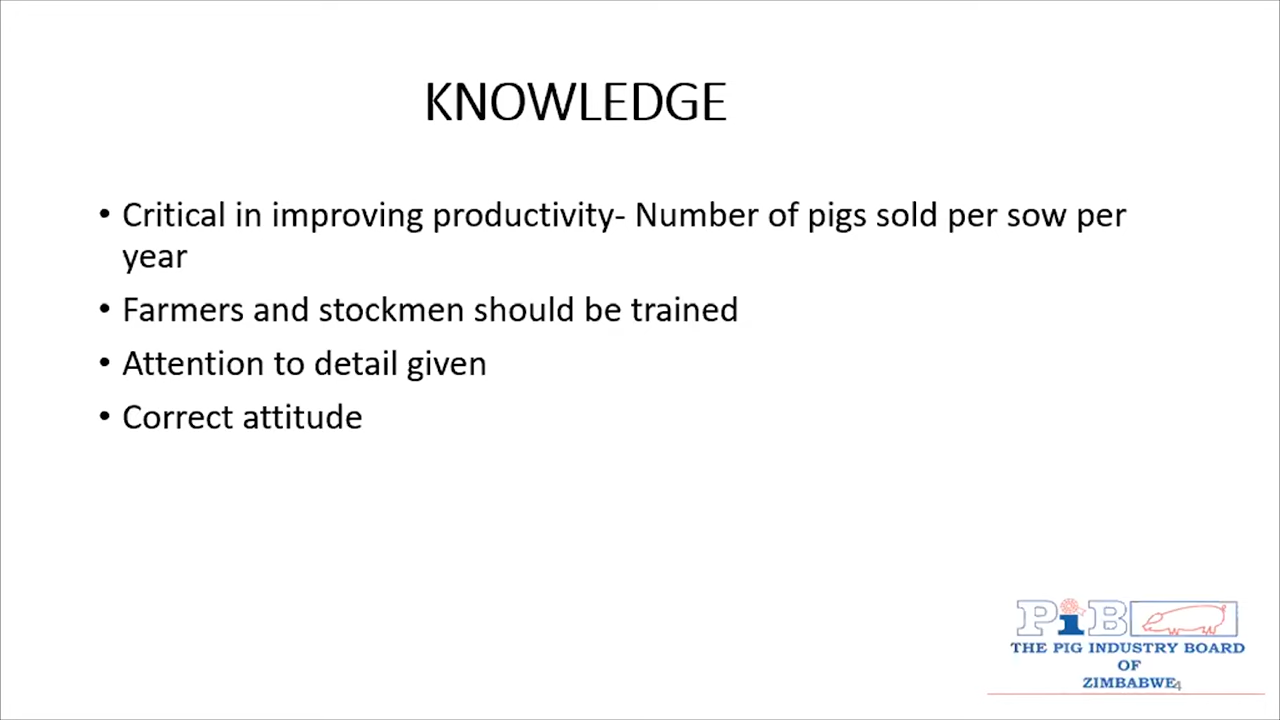 KNOWLEDGE
• Critical in improving productivity- Number of pigs sold per sow per
year
• Farmers and stockmen should be trained
• Attention to detail given
• Correct attitude
PiB
THE PIG INDUSTRY BOARD
OF
ZIMBABWE4